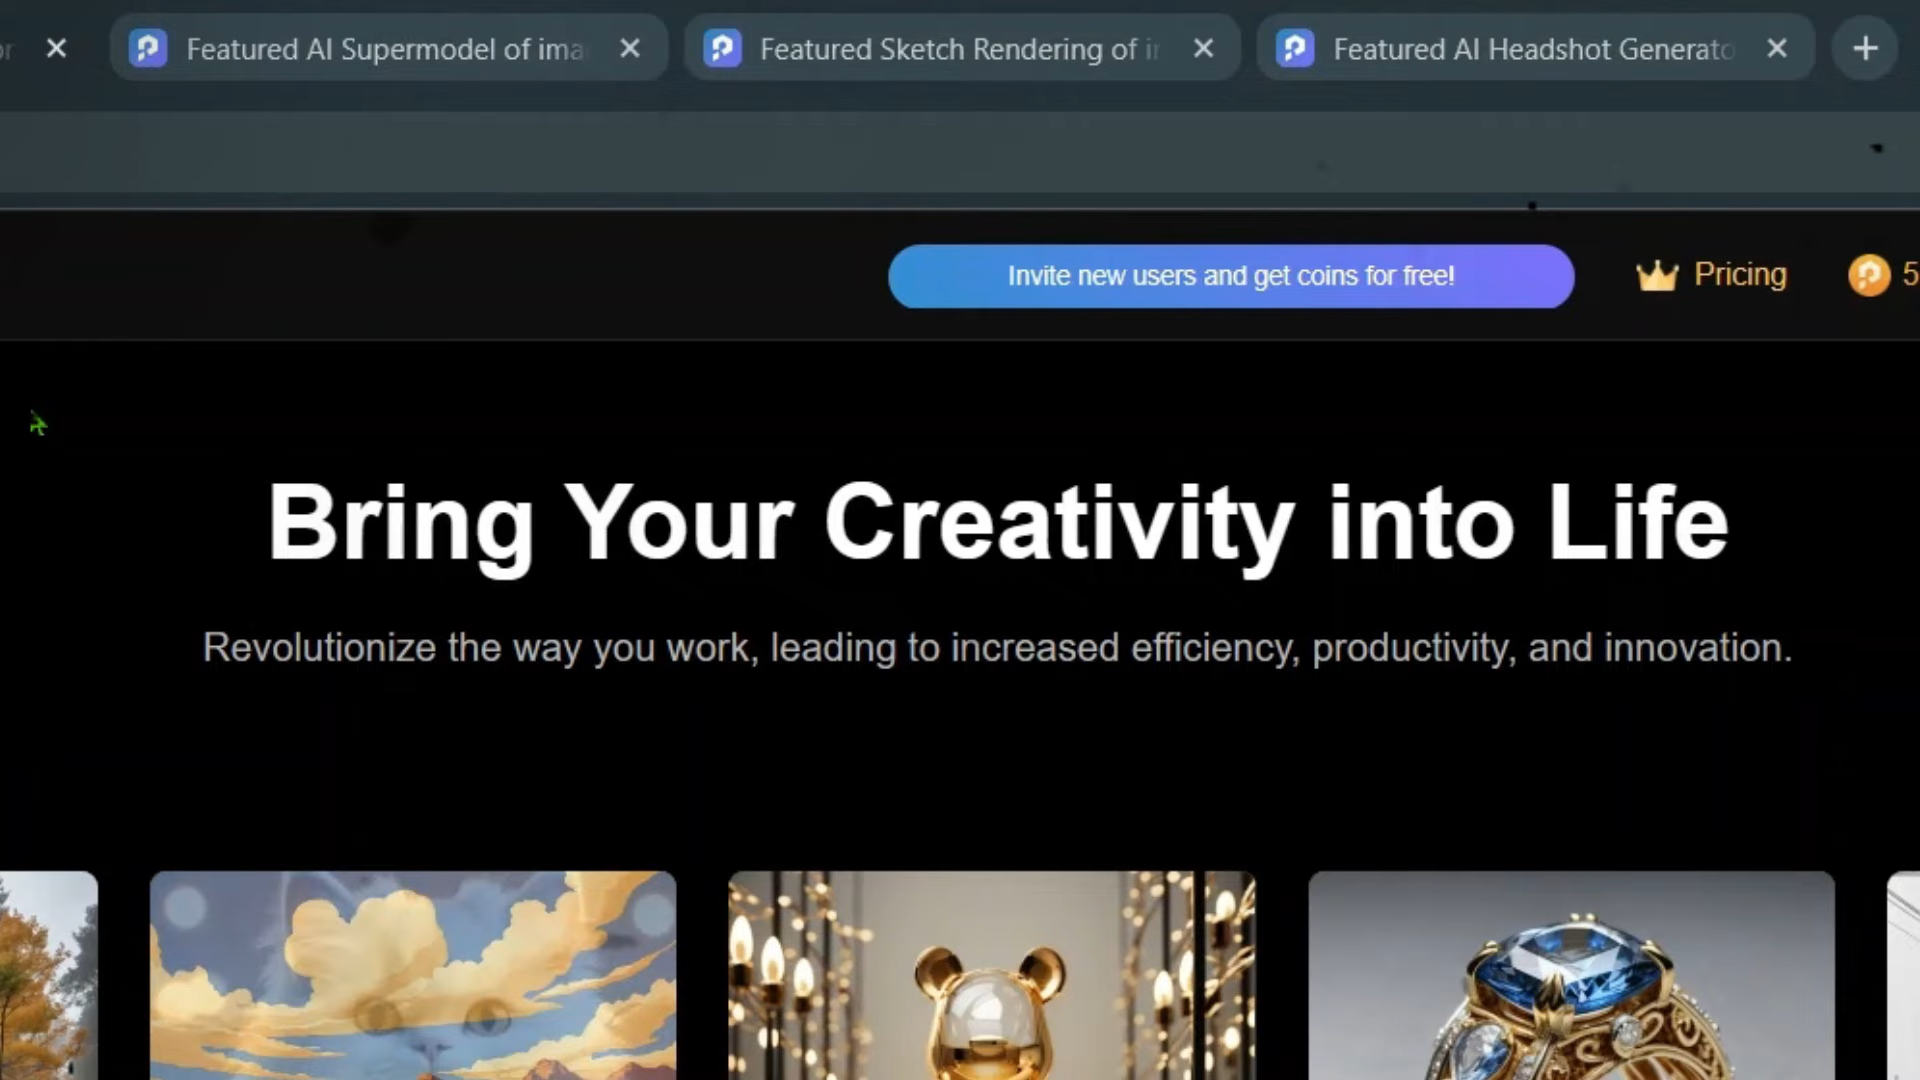 Featured AI Supermodel of ima
Featured Sketch Rendering of i
Featured AI Headshot Generato
Invite new users and get coins for free!
Pricing
5
Bring Your Creativity into Life
Revolutionize the way you work, leading to increased efficiency, productivity, and innovation.